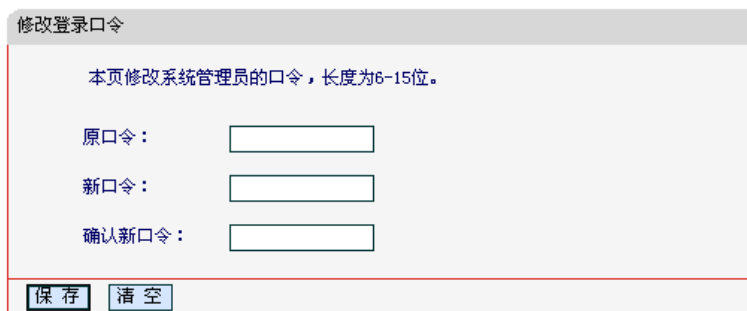 修改登录口令
本页修改系统管理员的口令，长度为6-15位。
原口令：
新口令：
确认新口令：
保 存 清 空